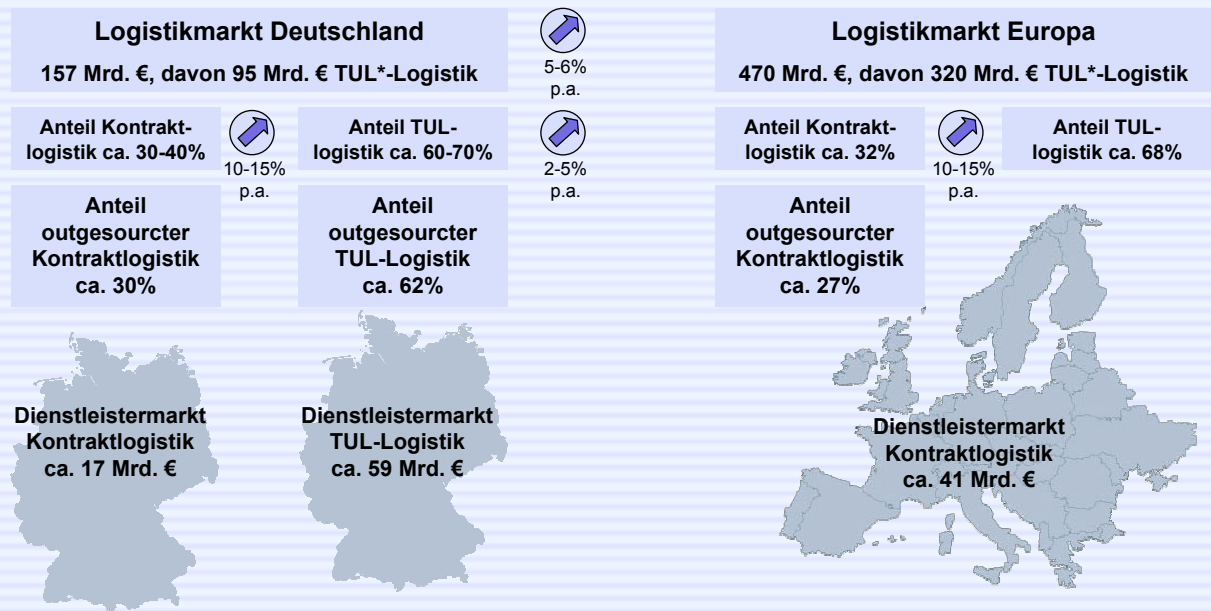 Logistikmarkt Deutschland
157 Mrd. €, davon 95 Mrd. € TUL*-Logistik
5-6%
p.a.
Logistikmarkt Europa
470 Mrd. €, davon 320 Mrd. € TUL*-Logistik
Anteil Kontrakt-
logistik ca. 30-40%
10-15%
p.a.
Anteil TUL-
logistik ca. 60-70%
2-5%
p.a.
Anteil Kontrakt-
logistik ca. 32%
10-15%
p.a.
Anteil TUL-
logistik ca. 68%
Anteil
outgesourcter
Kontraktlogistik
ca. 30%
Anteil
outgesourcter
TUL-Logistik
ca. 62%
Anteil
outgesourcter
Kontraktlogistik
ca. 27%
Dienstleistermarkt
Kontraktlogistik
ca. 17 Mrd. €
Dienstleistermarkt
TUL-Logistik
ca. 59 Mrd. €
Dienstleistermarkt
Kontraktlogistik
ca. 41 Mrd. €